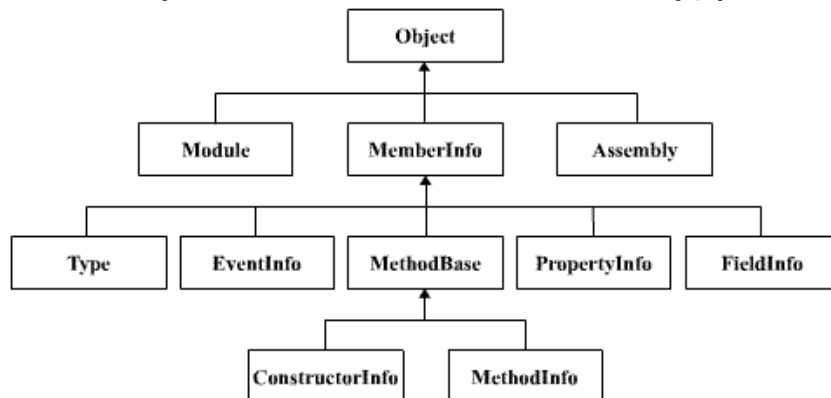 Object
Module
MemberInfo
Assembly
Type
EventInfo
MethodBase
PropertyInfo
FieldInfo
ConstructorInfo
MethodInfo